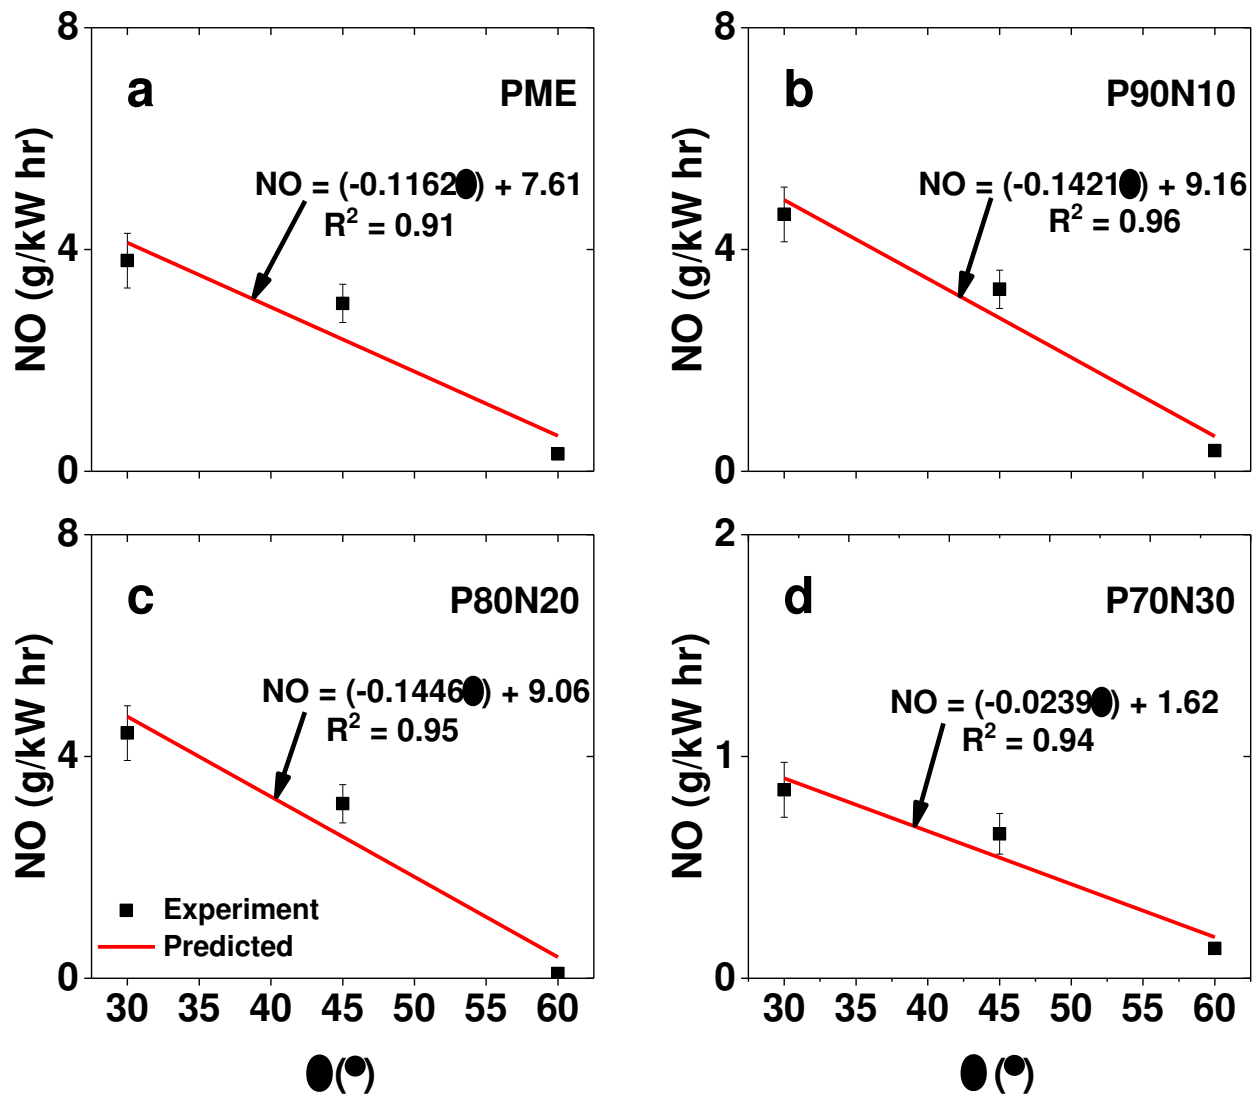 8
a
PME
NO = (-0.1162) + 7.61
R² = 0.91
4
NO (g/kW hr)
0
8
b
P90N10
NO = (-0.1421) + 9.16
R² = 0.96
4
NO (g/kW hr)
0
8
c
P80N20
NO = (-0.1446) + 9.06
R² = 0.95
4
NO (g/kW hr)
Experiment
Predicted
0
30 35 40 45 50 55 60
(°)
2
d
P70N30
NO = (-0.0239) + 1.62
R² = 0.94
1
NO (g/kW hr)
0
30 35 40 45 50 55 60
(°)